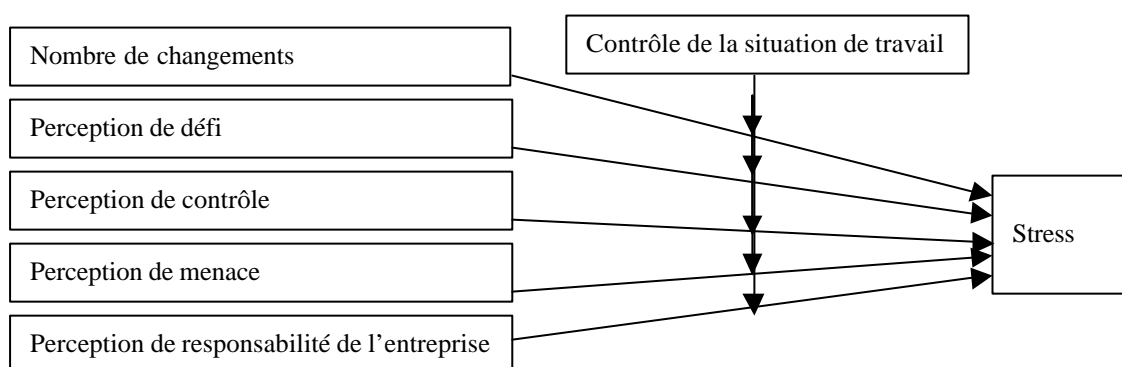 Contrôle de la situation de travail
Nombre de changements
Perception de défi
Perception de contrôle
Stress
Perception de menace
Perception de responsabilité de l’entreprise